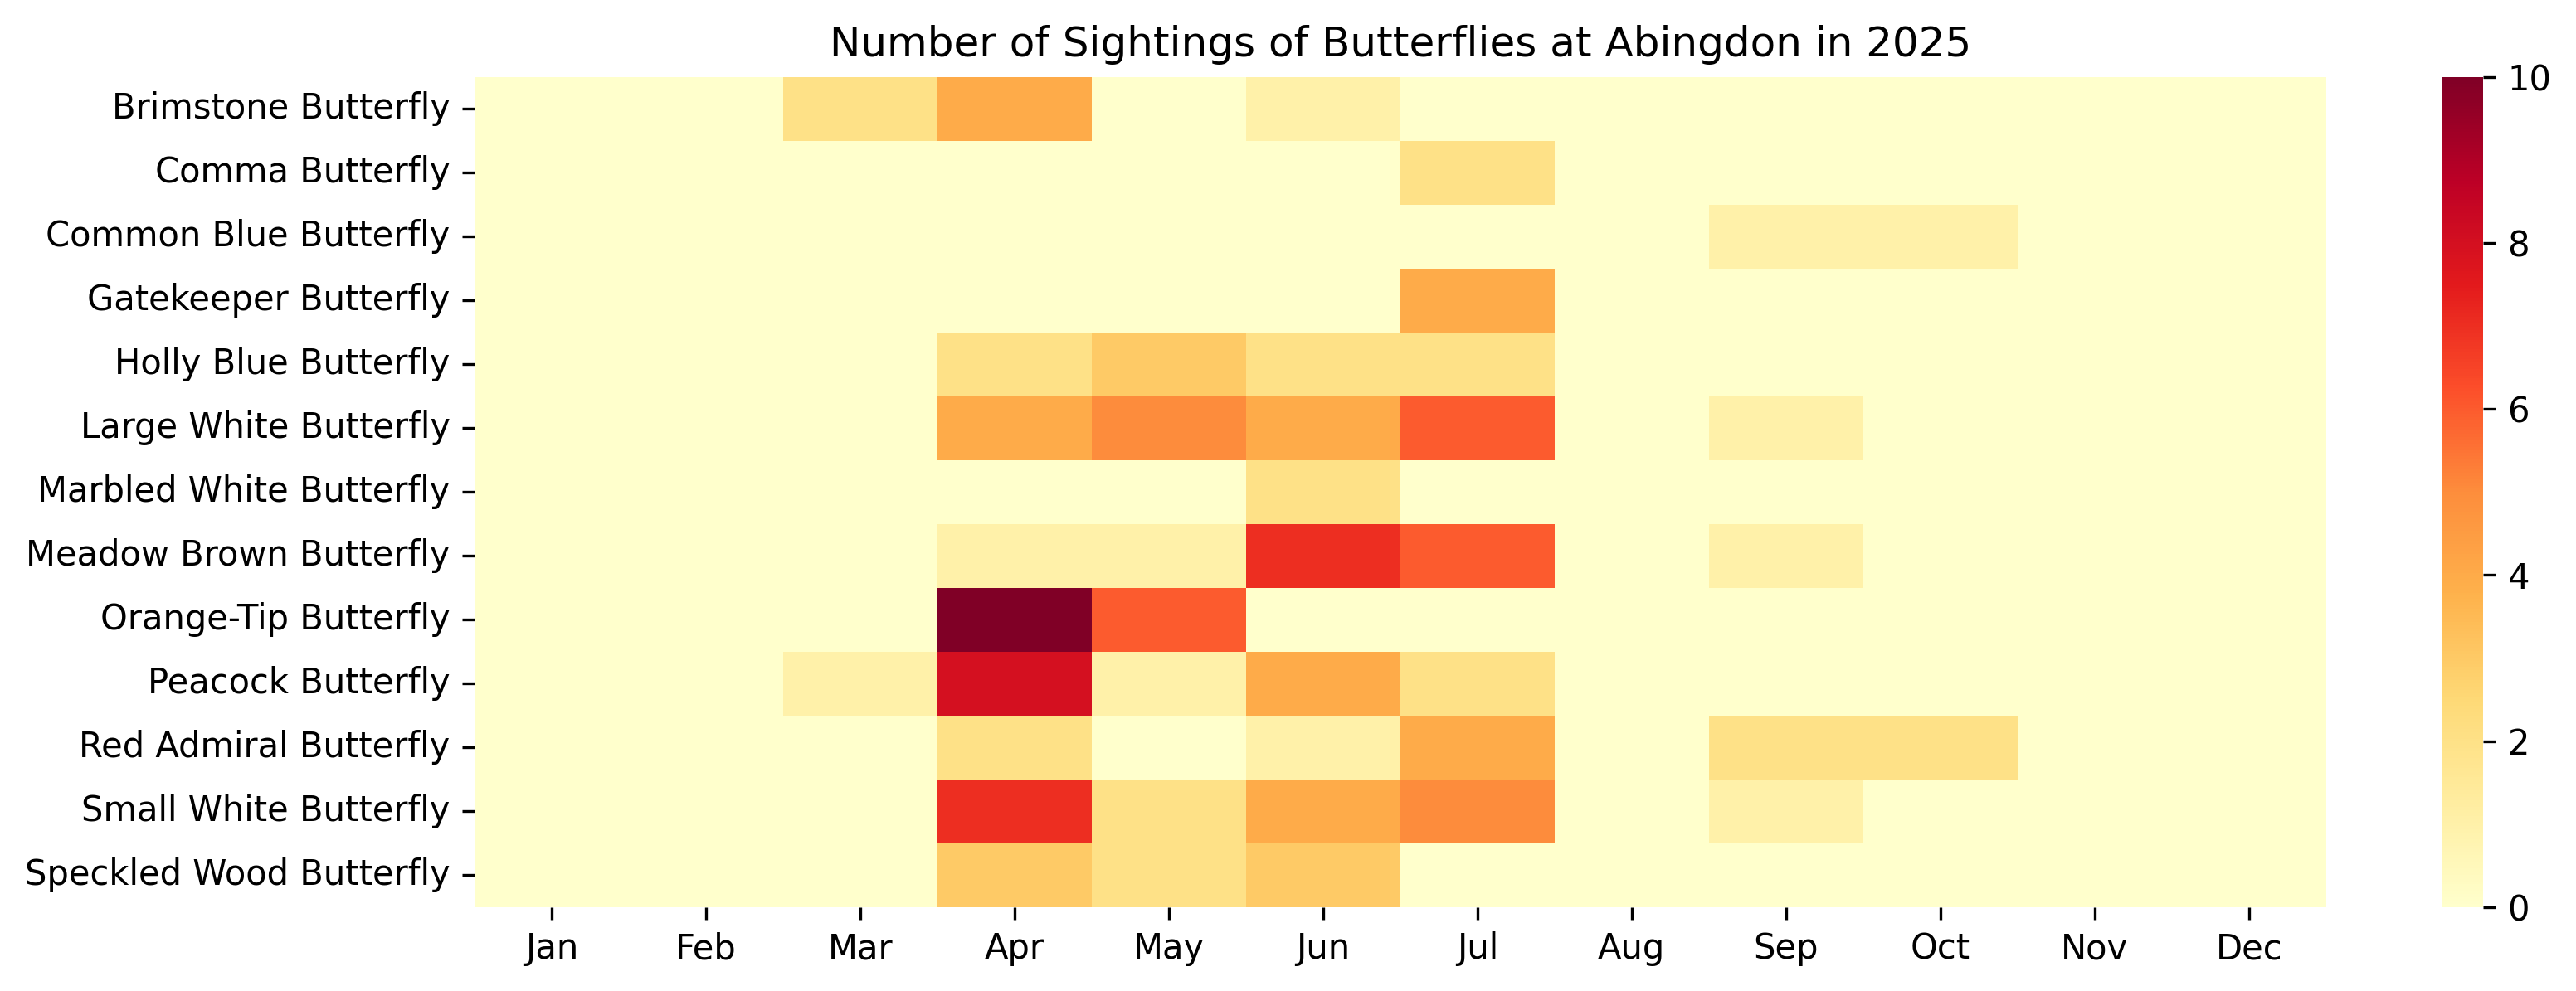 Number of Sightings of Butterflies at Abingdon in 2025
Brimstone Butterfly
Comma Butterfly
Common Blue Butterfly
Gatekeeper Butterfly
Holly Blue Butterfly
Large White Butterfly
Marbled White Butterfly
Meadow Brown Butterfly
Orange-Tip Butterfly
Peacock Butterfly
Red Admiral Butterfly
Small White Butterfly
Speckled Wood Butterfly
Jan Feb Mar Apr May Jun Jul Aug Sep Oct Nov Dec
10
8
6
4
2
0